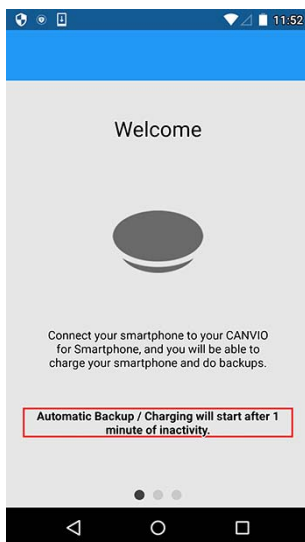 11:52
Welcome
Connect your smartphone to your CANVIO
for Smartphone, and you will be able to
charge your smartphone and do backups.
Automatic Backup / Charging will start after 1
minute of inactivity.